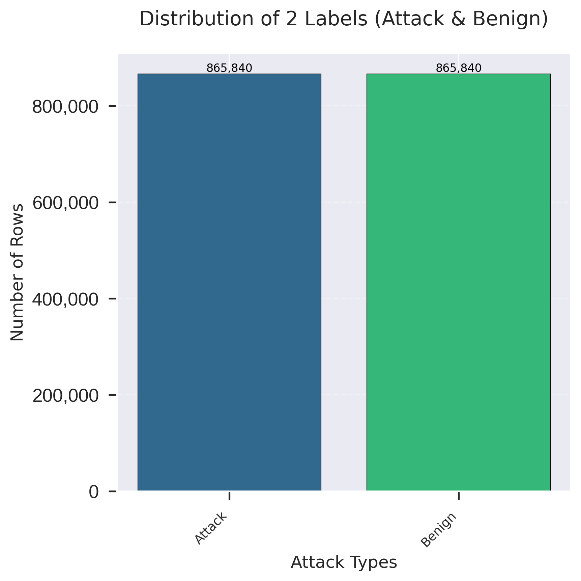 Distribution of 2 Labels (Attack & Benign)
865,840
865,840
800,000
600,000
400,000
200,000
0
Number of Rows
Attack
Benign
Attack Types